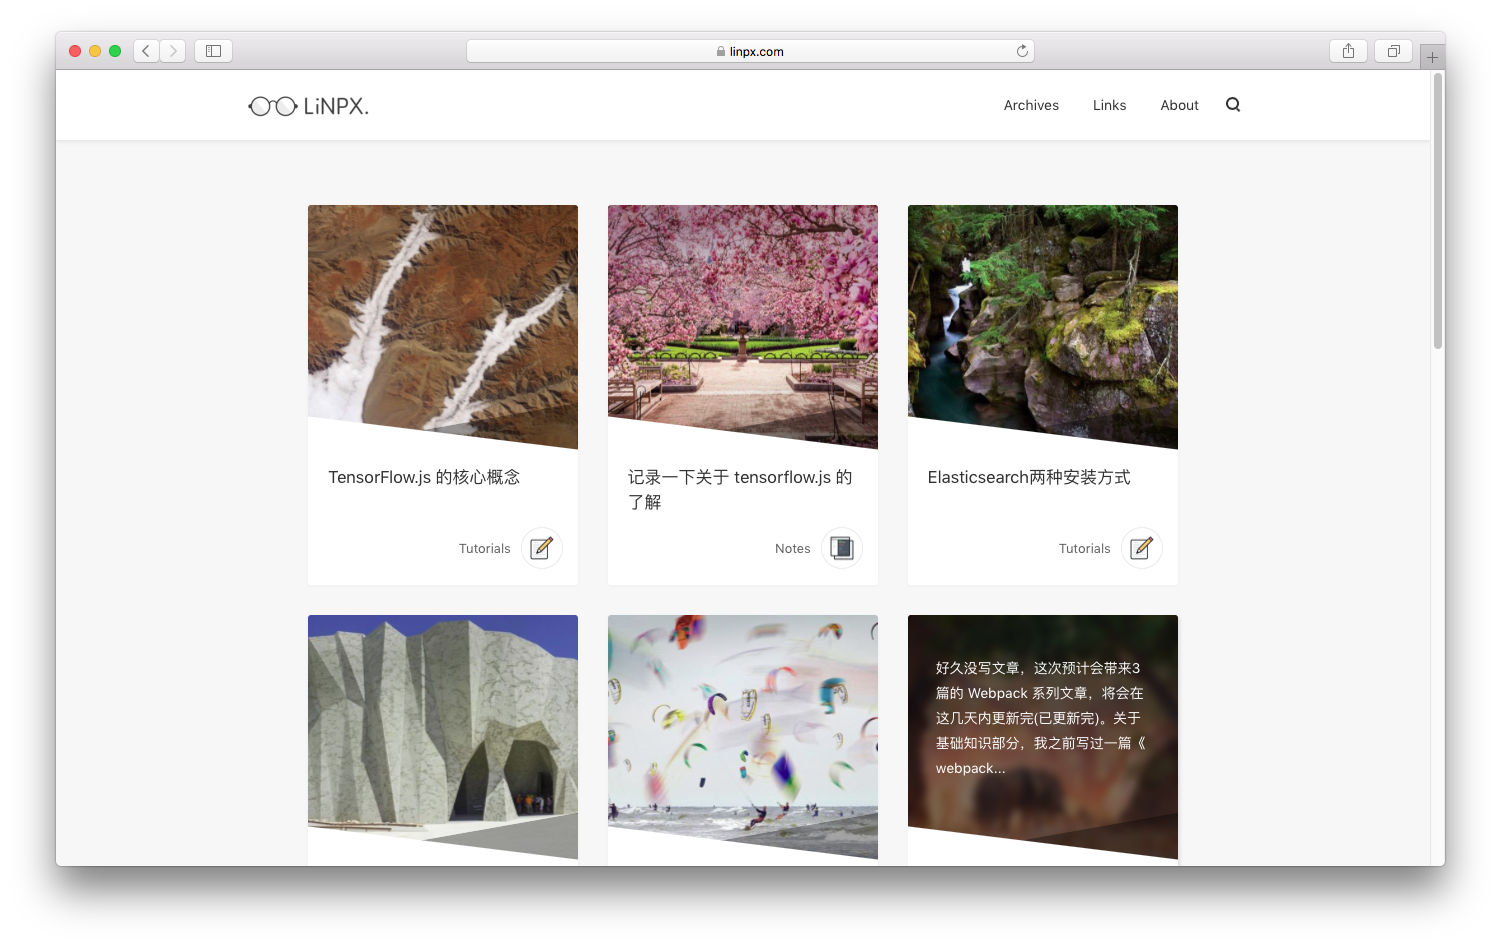 linpx.com
LiNPX.
Archives
Links
About
TensorFlow.js 的核心概念
Tutorials
记录一下关于 tensorflow.js 的
了解
Notes
Elasticsearch两种安装方式
Tutorials
好久没写文章，这次预计会带来3
篇的 Webpack 系列文章，将会在
这几天内更新完(已更新完)。关于
基础知识部分，我之前写过一篇《
webpack...